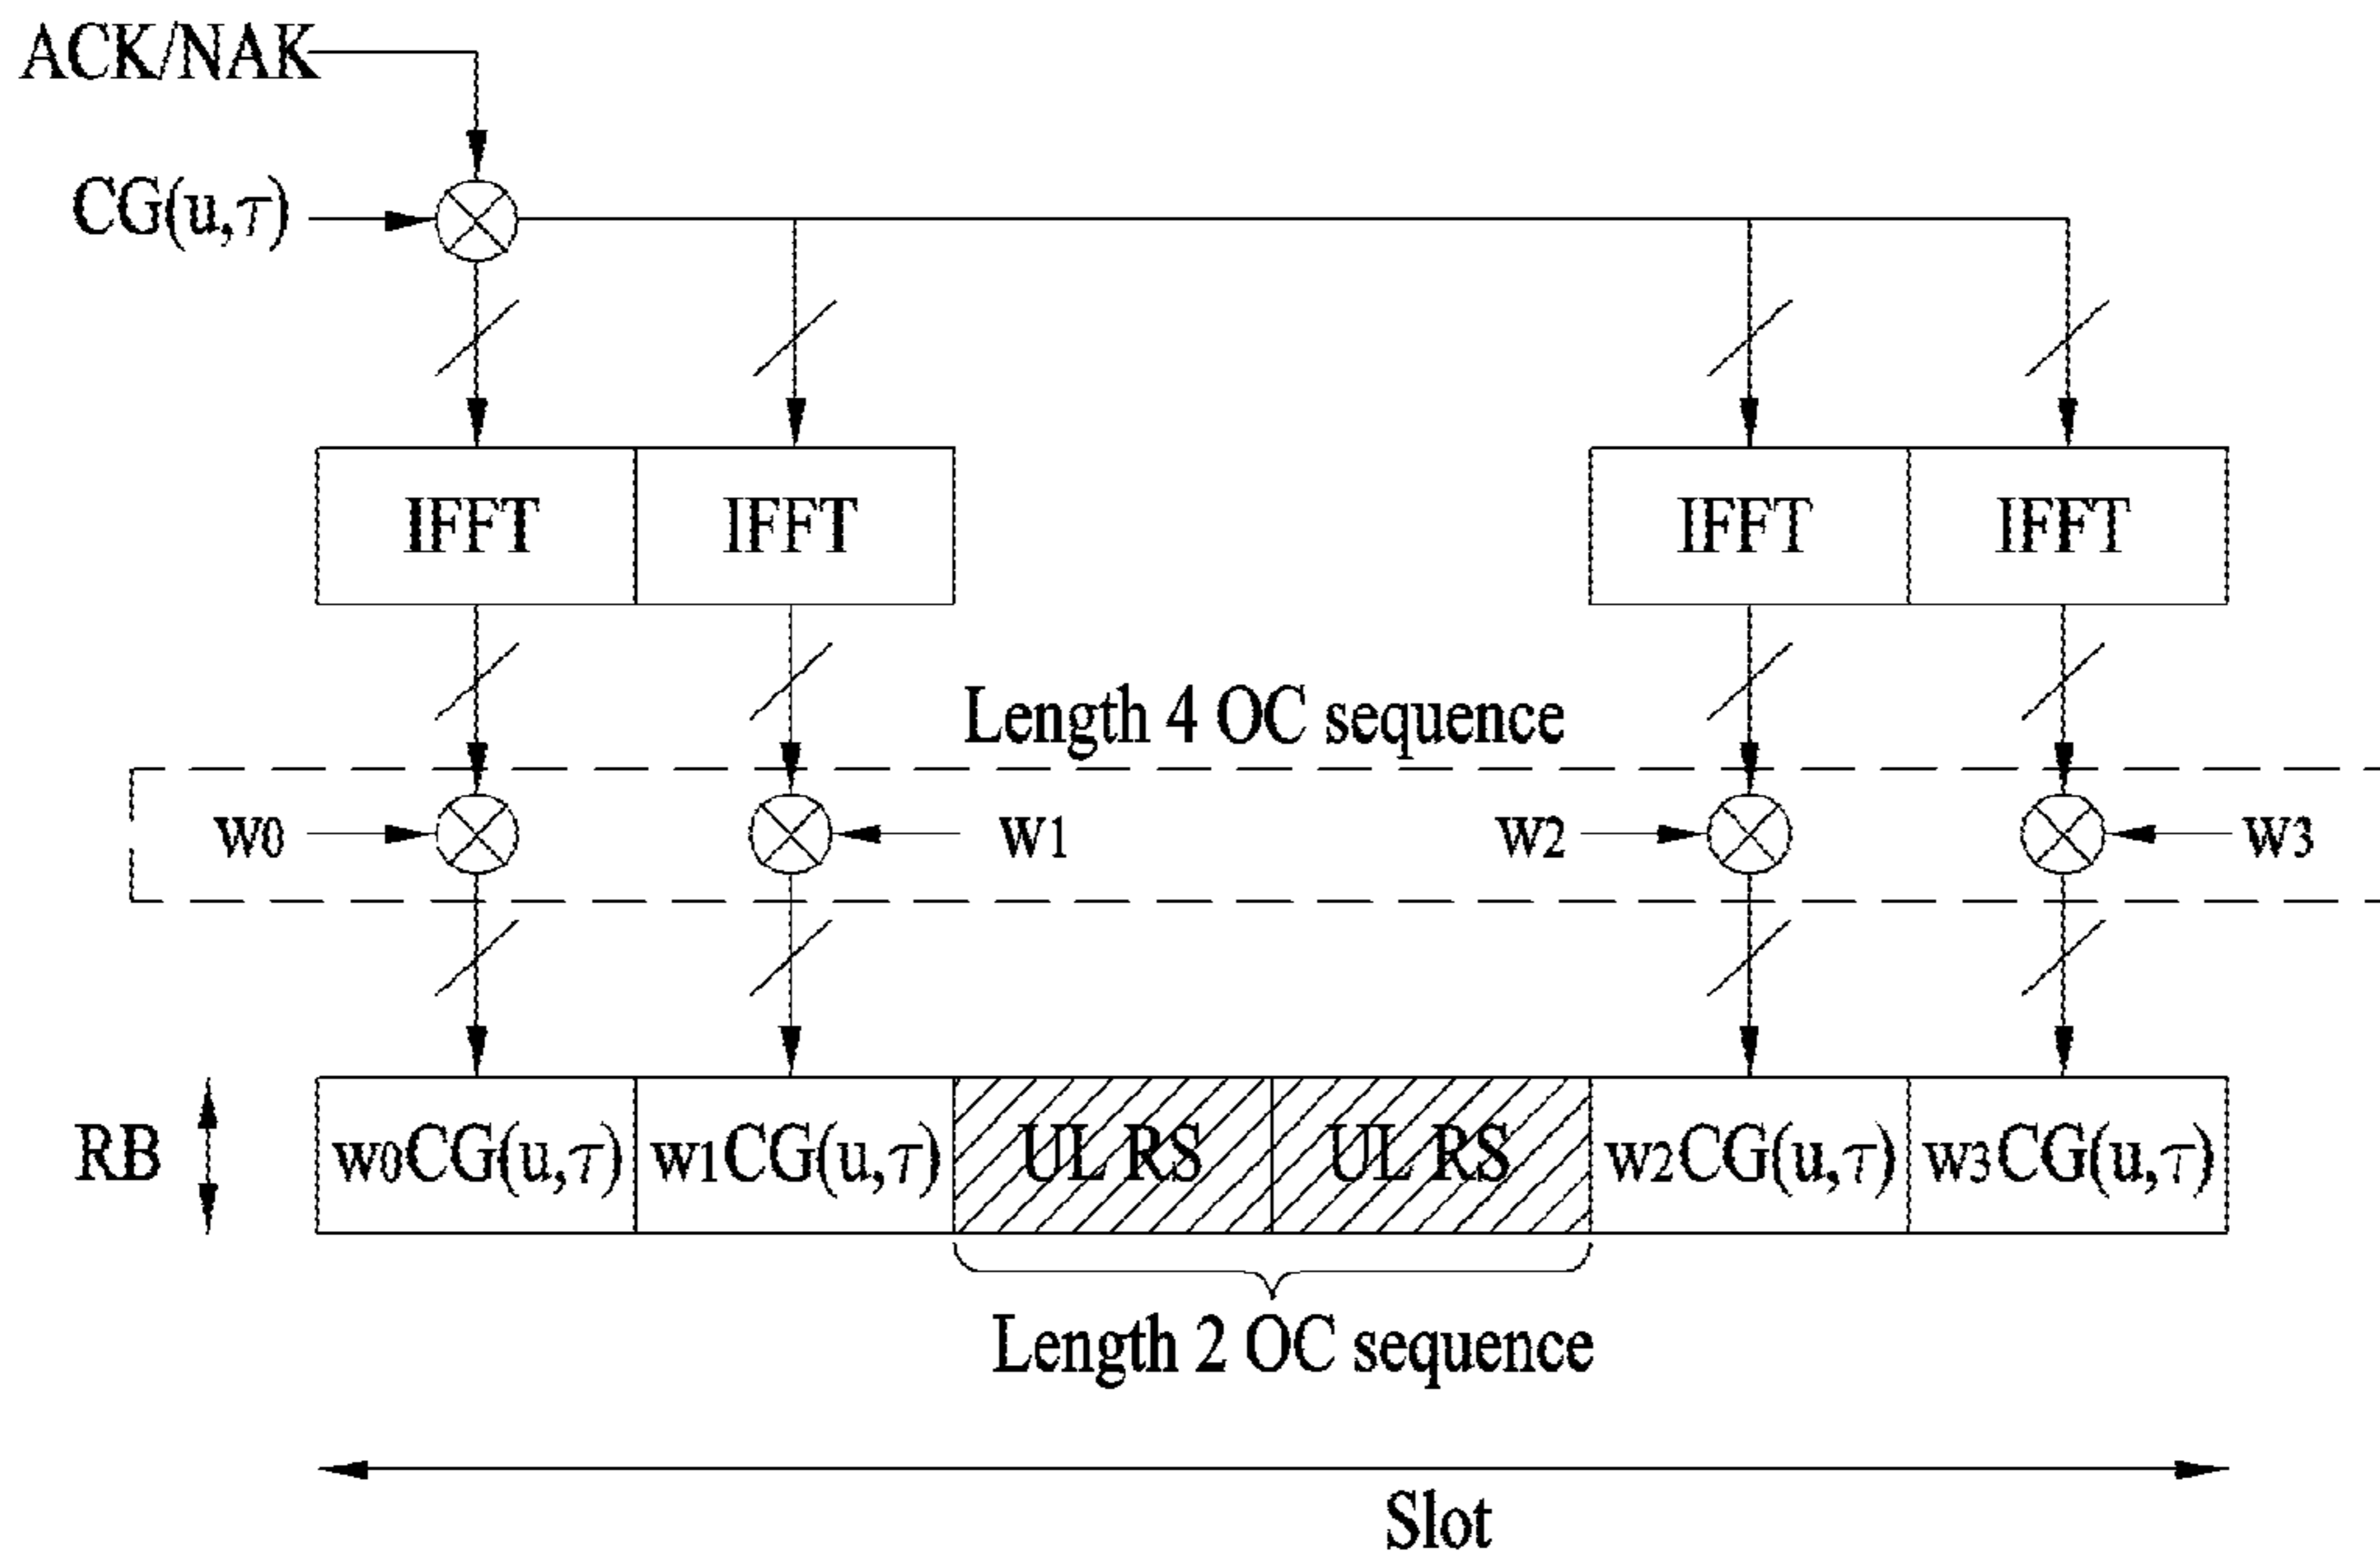 ACK/NAK
CG(u,τ)
IFFT IFFT IFFT IFFT
Length 4 OC sequence
W0 W1 W2 W3
RB w0CG(u,τ) w1CG(u,τ) UL RS UL RS w2CG(u,τ) w3CG(u,τ)
Length 2 OC sequence
Slot